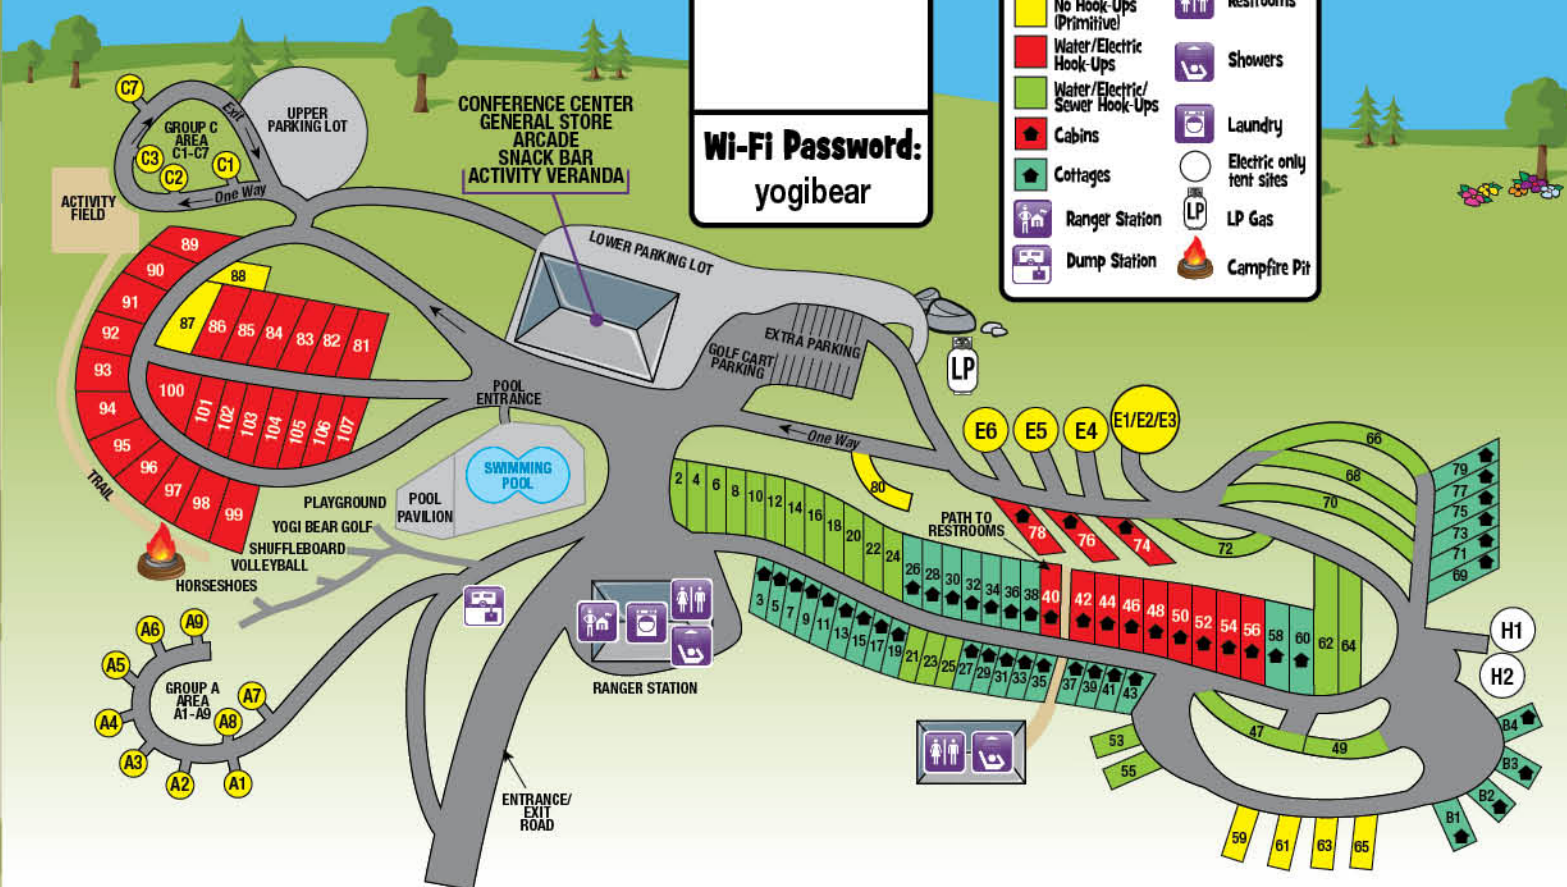 No Hook-Ups
(Primitive)
Water/Electric
Hook-Ups
Water/Electric/
Sewer Hook-Ups
Cabins
Cottages
Ranger Station
Dump Station
Restrooms
Showers
Laundry
Electric only
tent sites
LP
LP Gas
Campfire Pit
Wi-Fi Password:
yogibear
CONFERENCE CENTER
GENERAL STORE
ARCADE
SNACK BAR
ACTIVITY VERANDA
C7
Exit
UPPER
PARKING LOT
GROUP C
AREA
C1-C7
C3
C2
C1
One Way
ACTIVITY
FIELD
LOWER PARKING LOT
EXTRA PARKING
GOLF CART
PARKING
LP
89
90
91
92
93
94
95
96
97
98
99
88
87
86
85
84
83
82
81
100
101
102
103
104
105
106
107
TRAIL
POOL
ENTRANCE
SWIMMING
POOL
POOL
PAVILION
PLAYGROUND
YOGI BEAR GOLF
SHUFFLEBOARD
VOLLEYBALL
HORSESHOES
One Way
E6
E5
E4
E1/E2/E3
80
PATH TO
RESTROOMS
78
76
74
72
66
68
70
79
77
75
73
71
69
2
4
6
8
10
12
14
16
18
20
22
24
26
28
30
32
34
36
38
40
42
44
46
48
50
52
54
56
58
60
62
64
3
5
7
9
11
13
15
17
19
21
23
25
27
29
31
33
35
37
39
41
43
H1
H2
47
49
53
55
59
61
63
65
B4
B3
B2
B1
RANGER STATION
A6
A9
A5
A4
A3
A2
A1
A8
A7
GROUP A
AREA
A1-A9
ENTRANCE/
EXIT
ROAD